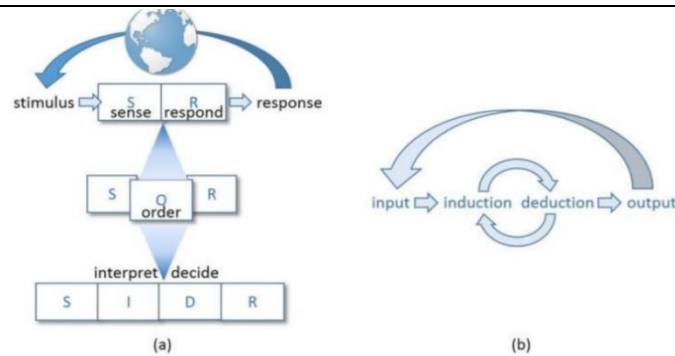 stimulus S R response
sense respond
S O R
order
interpret decide
S I D R
(a)
input induction deduction output
(b)